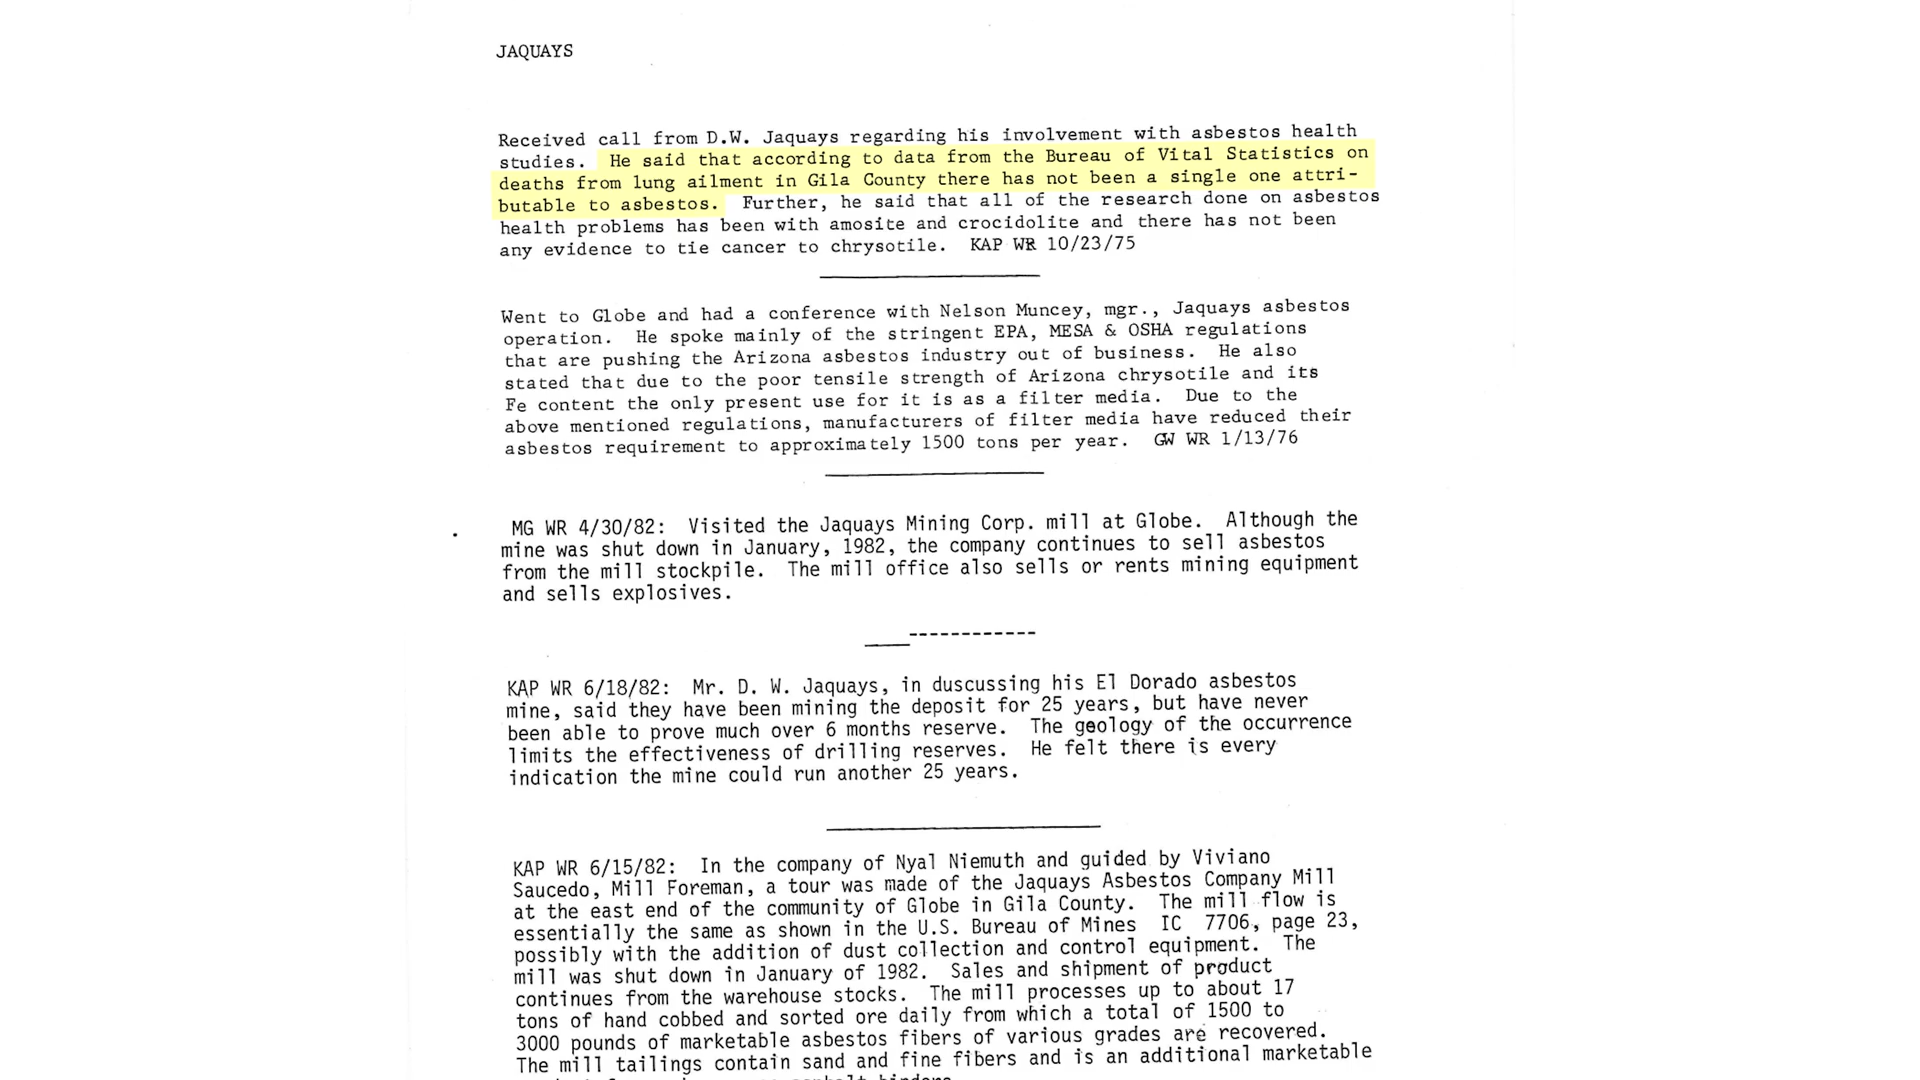 JAQUAYS
Received call from D.W. Jaquays regarding his involvement with asbestos health
studies. He said that according to data from the Bureau of Vital Statistics on
deaths from lung ailment in Gila County there has not been a single one attri-
butable to asbestos. Further, he said that all of the research done on asbestos
health problems has been with amosite and crocidolite and there has not been
any evidence to tie cancer to chrysotile. KAP WR 10/23/75
Went to Globe and had a conference with Nelson Muncey, mgr., Jaquays asbestos
operation. He spoke mainly of the stringent EPA, MESA & OSHA regulations
that are pushing the Arizona asbestos industry out of business. He also
stated that due to the poor tensile strength of Arizona chrysotile and its
Fe content the only present use for it is as a filter media. Due to the
above mentioned regulations, manufacturers of filter media have reduced their
asbestos requirement to approximately 1500 tons per year. GW WR 1/13/76
MG WR 4/30/82: Visited the Jaquays Mining Corp. mill at Globe. Although the
mine was shut down in January, 1982, the company continues to sell asbestos
from the mill stockpile. The mill office also sells or rents mining equipment
and sells explosives.
KAP WR 6/18/82: Mr. D. W. Jaquays, in duscussing his El Dorado asbestos
mine, said they have been mining the deposit for 25 years, but have never
been able to prove much over 6 months reserve. The geology of the occurrence
limits the effectiveness of drilling reserves. He felt there is every
indication the mine could run another 25 years.
KAP WR 6/15/82: In the company of Nyal Niemuth and guided by Viviano
Saucedo, Mill Foreman, a tour was made of the Jaquays Asbestos Company Mill
at the east end of the community of Globe in Gila County. The mill flow is
essentially the same as shown in the U.S. Bureau of Mines IC 7706, page 23,
possibly with the addition of dust collection and control equipment. The
mill was shut down in January of 1982. Sales and shipment of product
continues from the warehouse stocks. The mill processes up to about 17
tons of hand cobbed and sorted ore daily from which a total of 1500 to
3000 pounds of marketable asbestos fibers of various grades are recovered.
The mill tailings contain sand and fine fibers and is an additional marketable